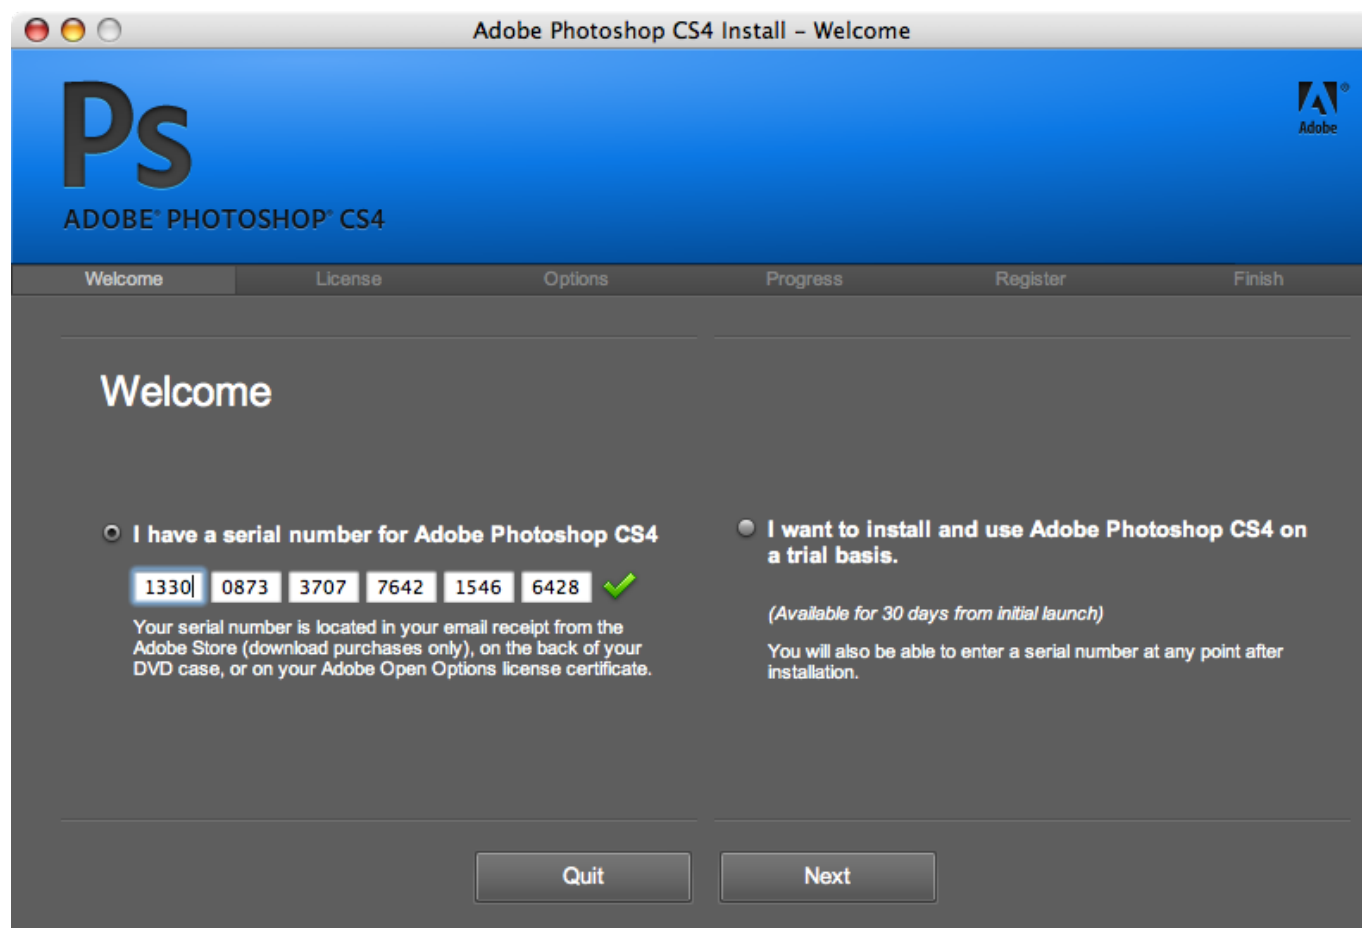 Adobe Photoshop CS4 Install – Welcome
Ps
Adobe
ADOBE® PHOTOSHOP® CS4
Welcome License Options Progress Register Finish
Welcome
I have a serial number for Adobe Photoshop CS4
1330 0873 3707 7642 1546 6428
Your serial number is located in your email receipt from the
Adobe Store (download purchases only), on the back of your
DVD case, or on your Adobe Open Options license certificate.
I want to install and use Adobe Photoshop CS4 on
a trial basis.
(Available for 30 days from initial launch)
You will also be able to enter a serial number at any point after
installation.
Quit Next